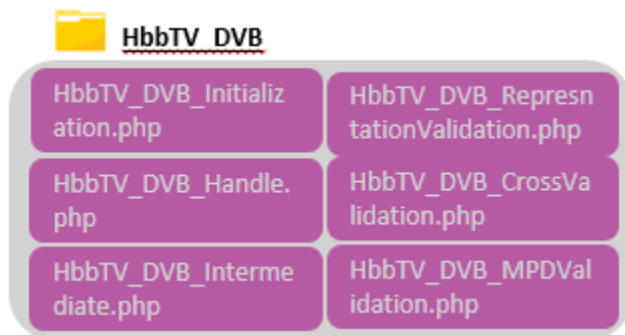 HbbTV_DVB
HbbTV_DVB_Initializ
ation.php
HbbTV_DVB_Represn
tationValidation.php
HbbTV_DVB_Handle.
php
HbbTV_DVB_CrossVa
lidation.php
HbbTV_DVB_Interme
diate.php
HbbTV_DVB_MPDVal
idation.php